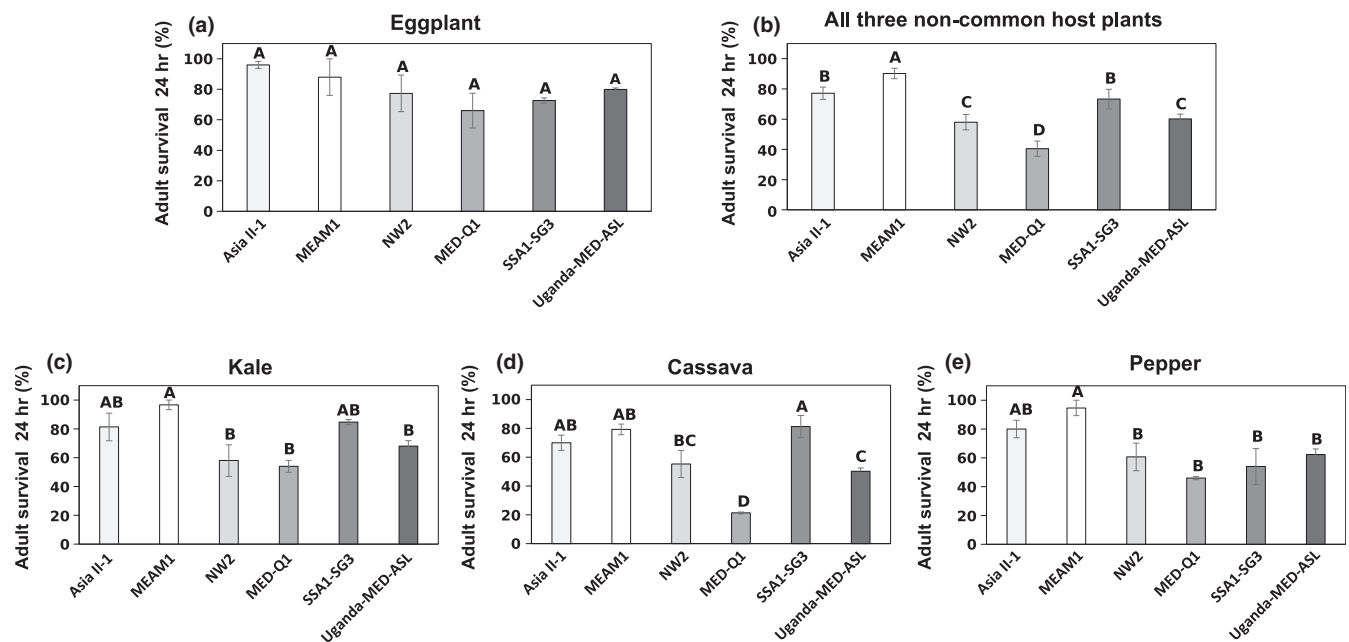 (a)
Eggplant
Adult survival 24 hr (%)
100
80
60
40
20
0
A
A
A
A
A
A
Asia II-1
MEAM1
NW2
MED-Q1
SSA1-SG3
Uganda-MED-ASL
(b)
All three non-common host plants
Adult survival 24 hr (%)
100
80
60
40
20
0
B
A
C
D
B
C
Asia II-1
MEAM1
NW2
MED-Q1
SSA1-SG3
Uganda-MED-ASL
(c)
Kale
Adult survival 24 hr (%)
100
80
60
40
20
0
AB
A
B
B
AB
B
Asia II-1
MEAM1
NW2
MED-Q1
SSA1-SG3
Uganda-MED-ASL
(d)
Cassava
Adult survival 24 hr (%)
100
80
60
40
20
0
AB
AB
BC
D
A
C
Asia II-1
MEAM1
NW2
MED-Q1
SSA1-SG3
Uganda-MED-ASL
(e)
Pepper
Adult survival 24 hr (%)
100
80
60
40
20
0
AB
A
B
B
B
B
Asia II-1
MEAM1
NW2
MED-Q1
SSA1-SG3
Uganda-MED-ASL